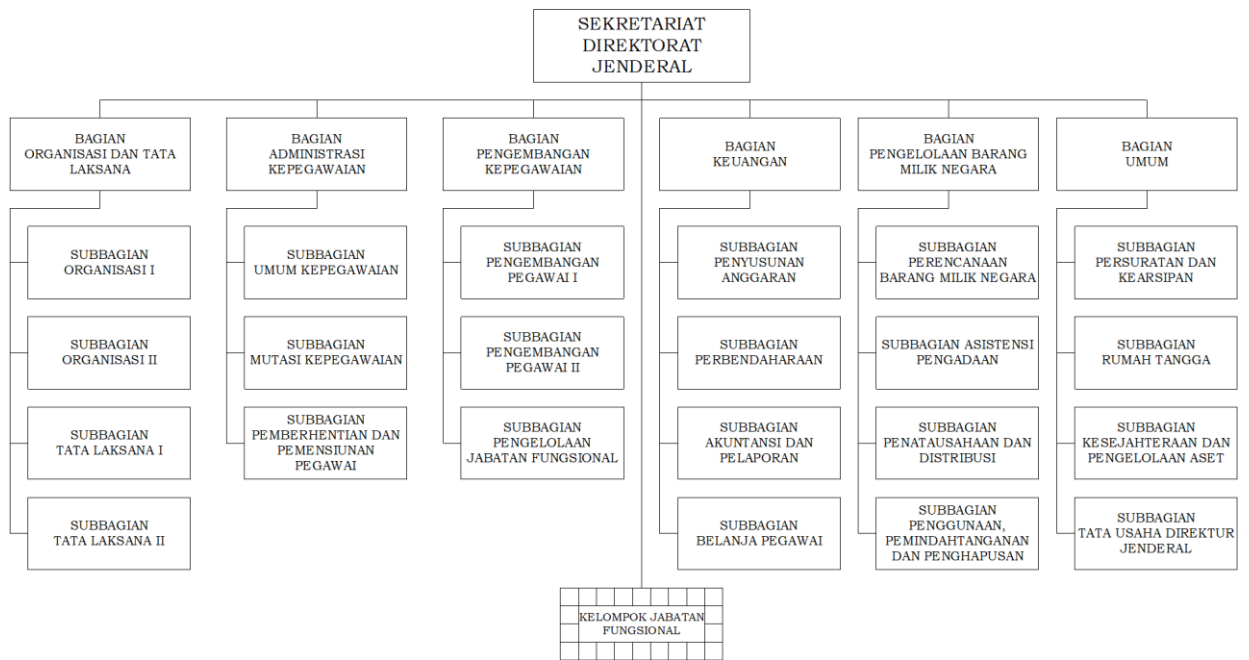 SEKRETARIAT
DIREKTORAT
JENDERAL
BAGIAN
ORGANISASI DAN TATA
LAKSANA
BAGIAN
ADMINISTRASI
KEPEGAWAIAN
BAGIAN
PENGEMBANGAN
KEPEGAWAIAN
BAGIAN
KEUANGAN
BAGIAN
PENGELOLAAN BARANG
MILIK NEGARA
BAGIAN
UMUM
SUBBAGIAN
ORGANISASI I
SUBBAGIAN
UMUM KEPEGAWAIAN
SUBBAGIAN
PENGEMBANGAN
PEGAWAI I
SUBBAGIAN
PENYUSUNAN
ANGGARAN
SUBBAGIAN
PERENCANAAN
BARANG MILIK NEGARA
SUBBAGIAN
PERSURATAN DAN
KEARSIPAN
SUBBAGIAN
ORGANISASI II
SUBBAGIAN
MUTASI KEPEGAWAIAN
SUBBAGIAN
PENGEMBANGAN
PEGAWAI II
SUBBAGIAN
PERBENDAHARAAN
SUBBAGIAN ASISTENSI
PENGADAAN
SUBBAGIAN
RUMAH TANGGA
SUBBAGIAN
TATA LAKSANA I
SUBBAGIAN
PEMBERHENTIAN DAN
PEMENSIUNAN
PEGAWAI
SUBBAGIAN
PENGELOLAAN
JABATAN FUNGSIONAL
SUBBAGIAN
AKUNTANSI DAN
PELAPORAN
SUBBAGIAN
PENATAUSAHAAN DAN
DISTRIBUSI
SUBBAGIAN
KESEJAHTERAAN DAN
PENGELOLAAN ASET
SUBBAGIAN
TATA LAKSANA II
SUBBAGIAN
BELANJA PEGAWAI
SUBBAGIAN
PENGGUNAAN,
PEMINDAHTANGANAN
DAN PENGHAPUSAN
SUBBAGIAN
TATA USAHA DIREKTUR
JENDERAL
KELOMPOK JABATAN
FUNGSIONAL